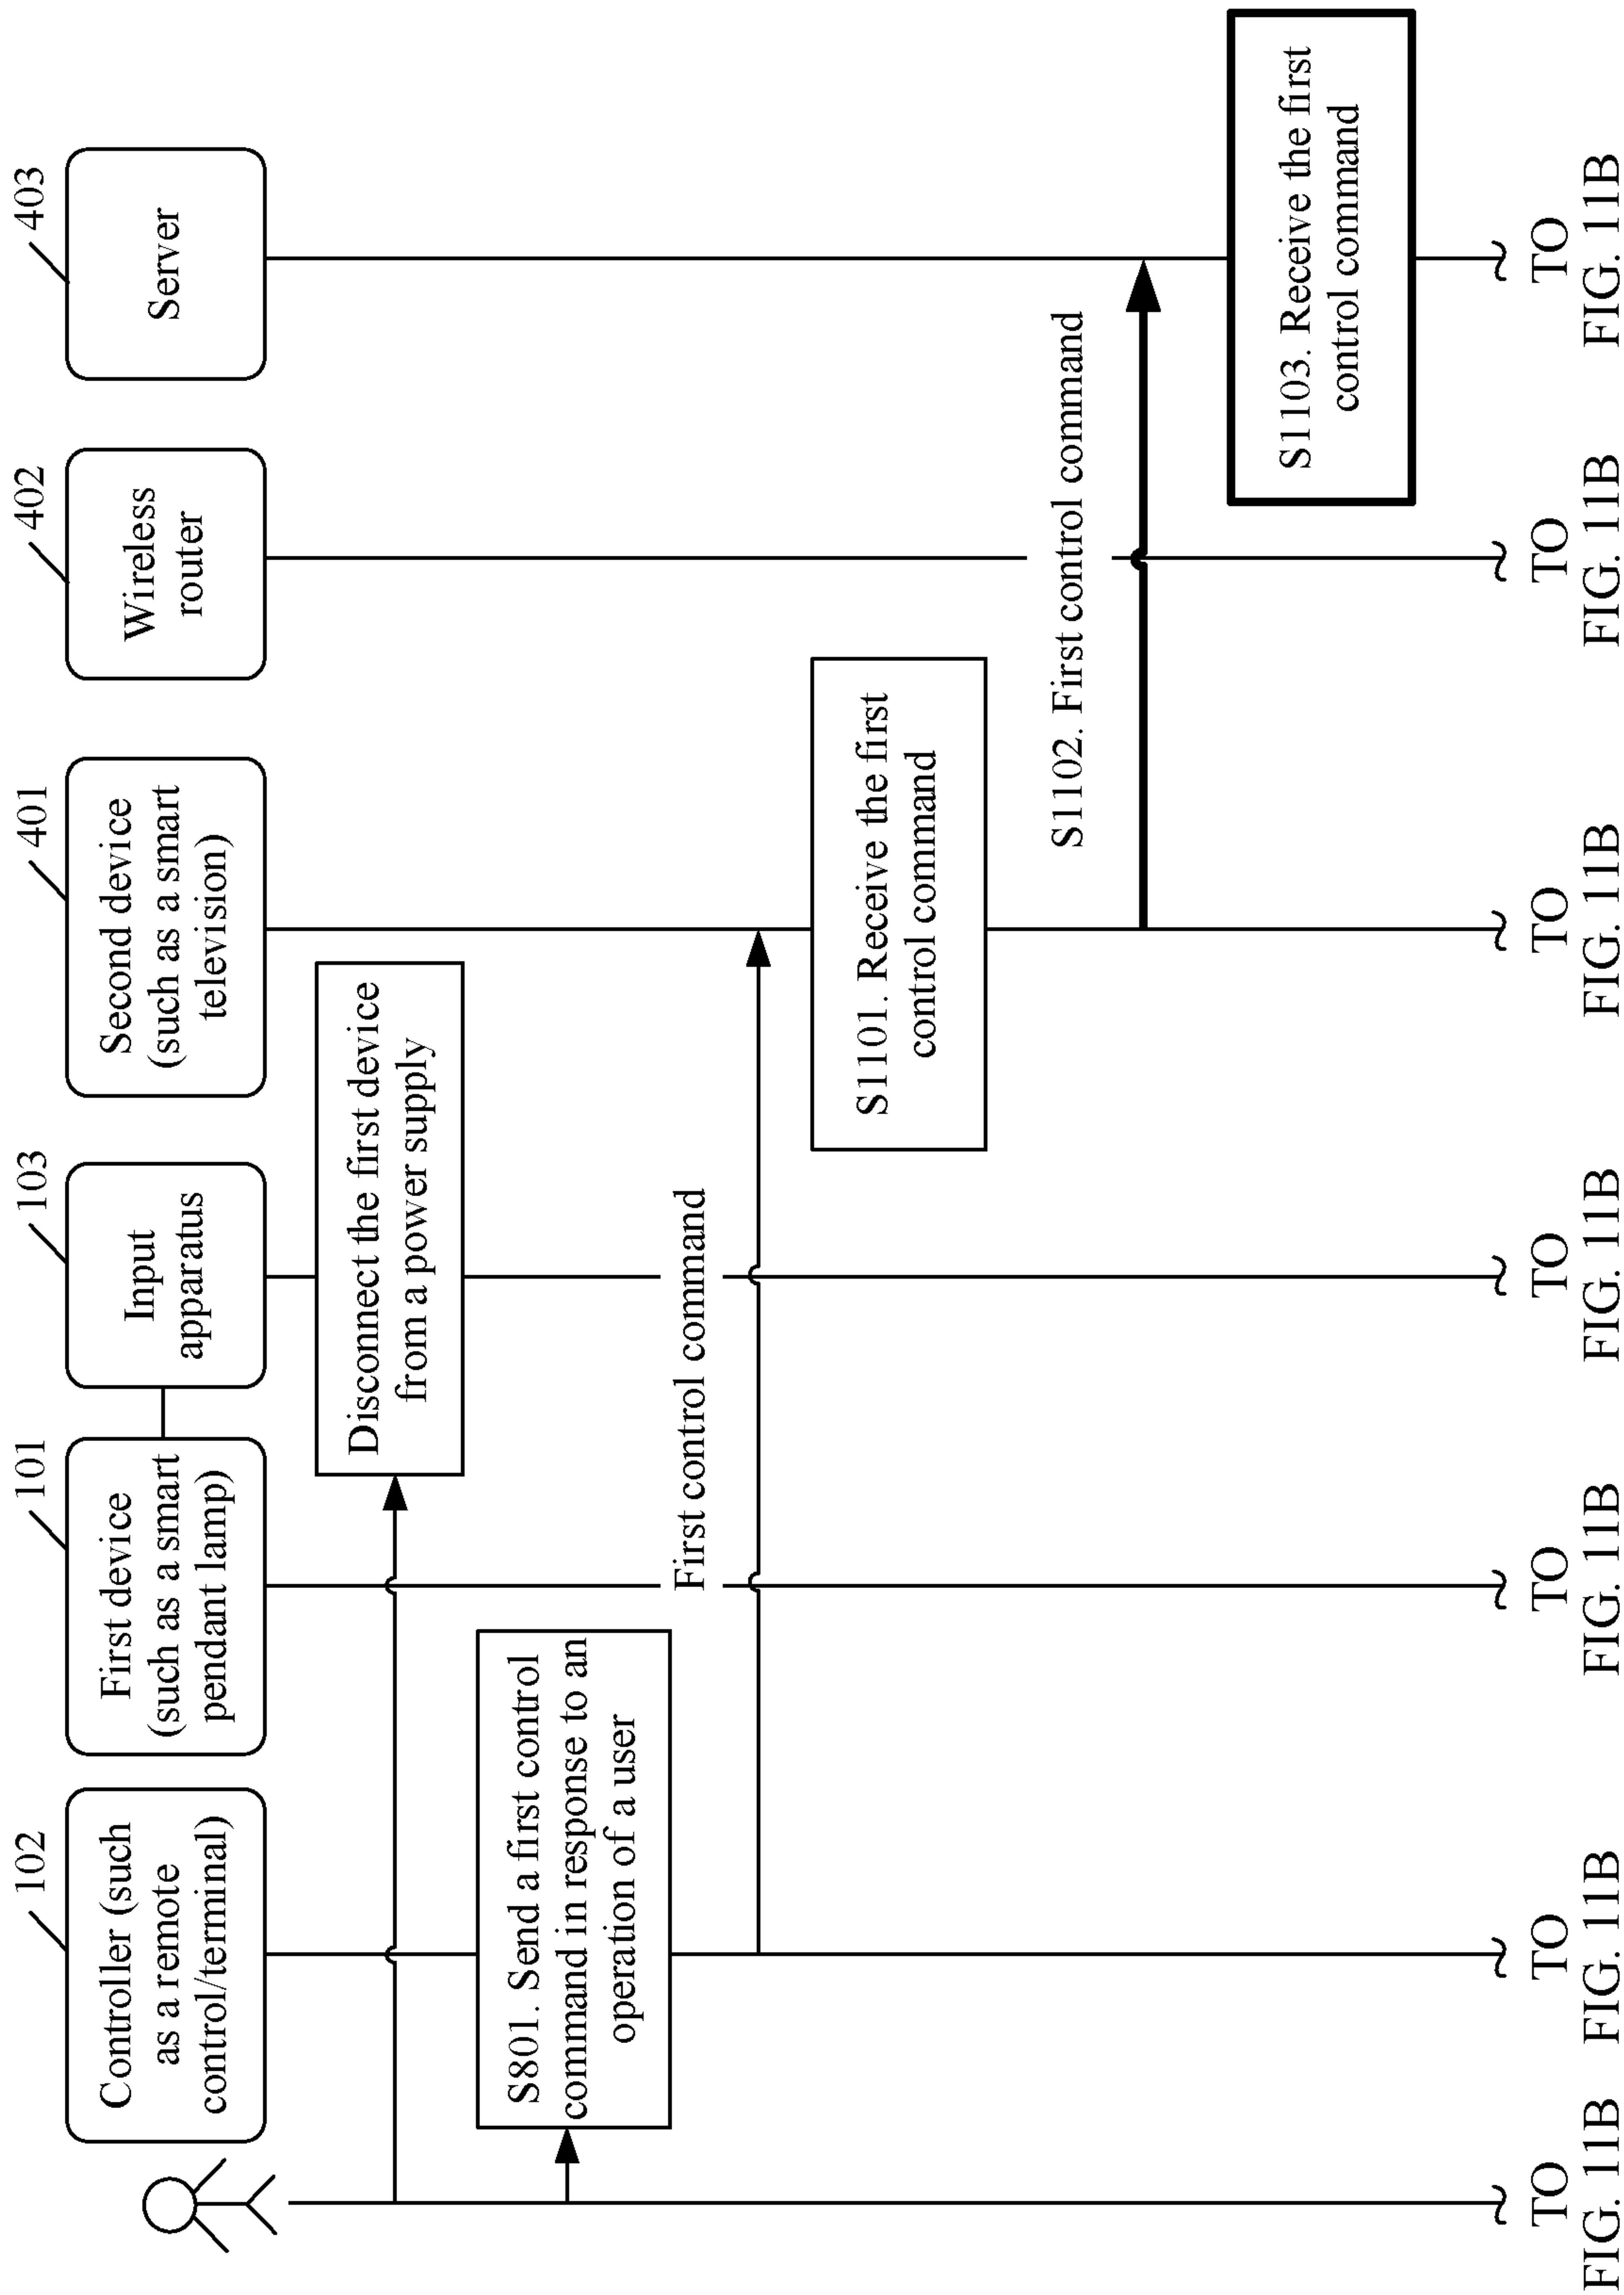 102
101
103
401
402
403
Controller (such
as a remote
control/terminal)
First device
(such as a smart
pendant lamp)
Input
apparatus
Second device
(such as a smart
television)
Wireless
router
Server
Disconnect the first device
from a power supply
S801. Send a first control
command in response to an
operation of a user
First control command
S1101. Receive the first
control command
S1102. First control command
S1103. Receive the first
control command
TO
FIG. 11B
TO
FIG. 11B
TO
FIG. 11B
TO
FIG. 11B
TO
FIG. 11B
TO
FIG. 11B
TO
FIG. 11B